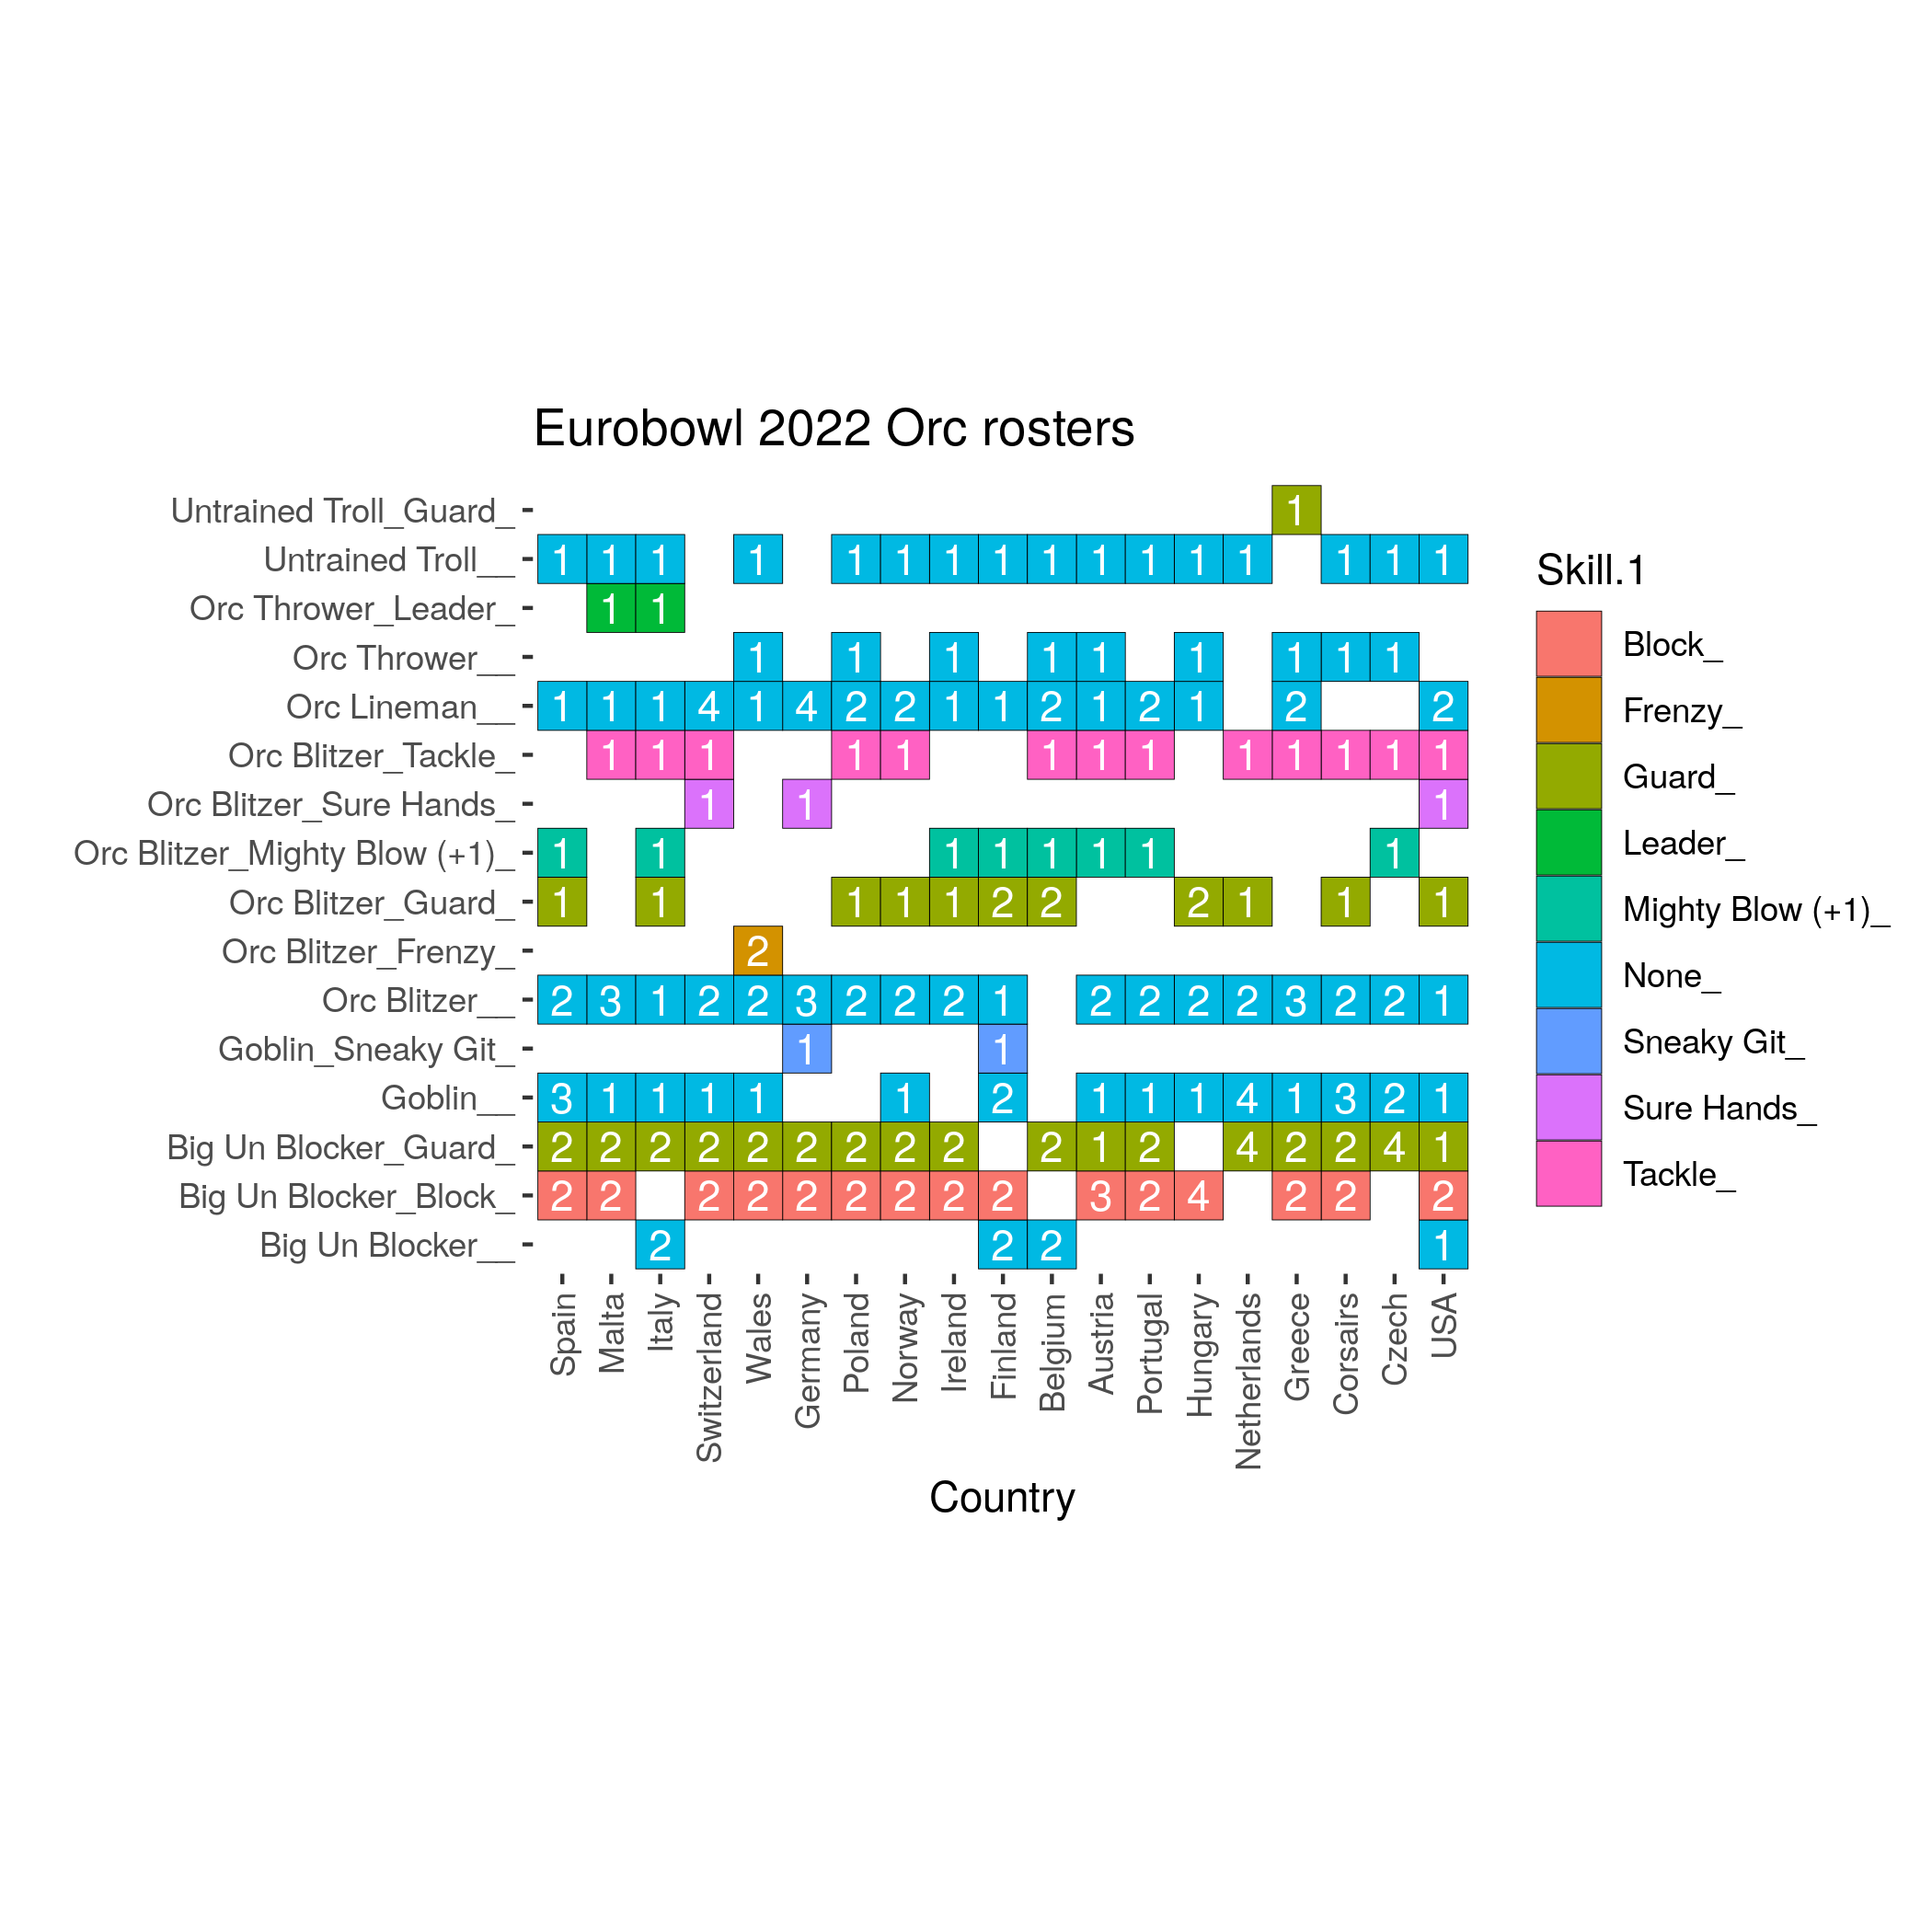 Eurobowl 2022 Orc rosters
Untrained Troll_Guard_ 1
Untrained Troll__ 1 1 1 1 1 1 1 1 1 1 1 1 1 1 1 1
Orc Thrower_Leader_ 1 1
Orc Thrower__ 1 1 1 1 1 1 1 1 1
Orc Lineman__ 1 1 1 4 1 4 2 2 1 1 2 1 2 1 2 2
Orc Blitzer_Tackle_ 1 1 1 1 1 1 1 1 1 1 1 1 1
Orc Blitzer_Sure Hands_ 1 1 1
Orc Blitzer_Mighty Blow (+1)_ 1 1 1 1 1 1 1 1
Orc Blitzer_Guard_ 1 1 1 1 1 2 2 2 1 1 1
Orc Blitzer_Frenzy_ 2
Orc Blitzer__ 2 3 1 2 2 3 2 2 2 1 2 2 2 2 3 2 2 1
Goblin_Sneaky Git_ 1 1
Goblin__ 3 1 1 1 1 1 2 1 1 1 4 1 3 2 1
Big Un Blocker_Guard_ 2 2 2 2 2 2 2 2 2 2 1 2 4 2 2 4 1
Big Un Blocker_Block_ 2 2 2 2 2 2 2 2 2 3 2 4 2 2 2
Big Un Blocker__ 2 2 2 1
Spain Malta Italy Switzerland Wales Germany Poland Norway Ireland Finland Belgium Austria Portugal Hungary Netherlands Greece Corsairs Czech USA
Country
Skill.1
Block_
Frenzy_
Guard_
Leader_
Mighty Blow (+1)_
None_
Sneaky Git_
Sure Hands_
Tackle_